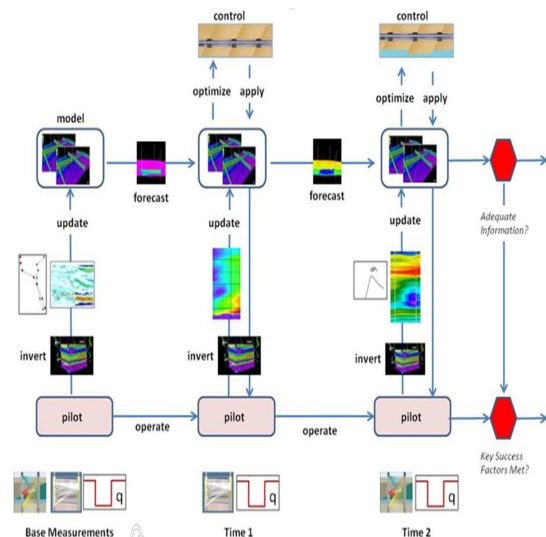 control
control
optimize apply
optimize apply
model
forecast
forecast
update
update
update
Adequate
Information?
invert
invert
invert
pilot
pilot
pilot
operate
operate
Key Success
Factors Met?
q
q
q
Base Measurements
Time 1
Time 2